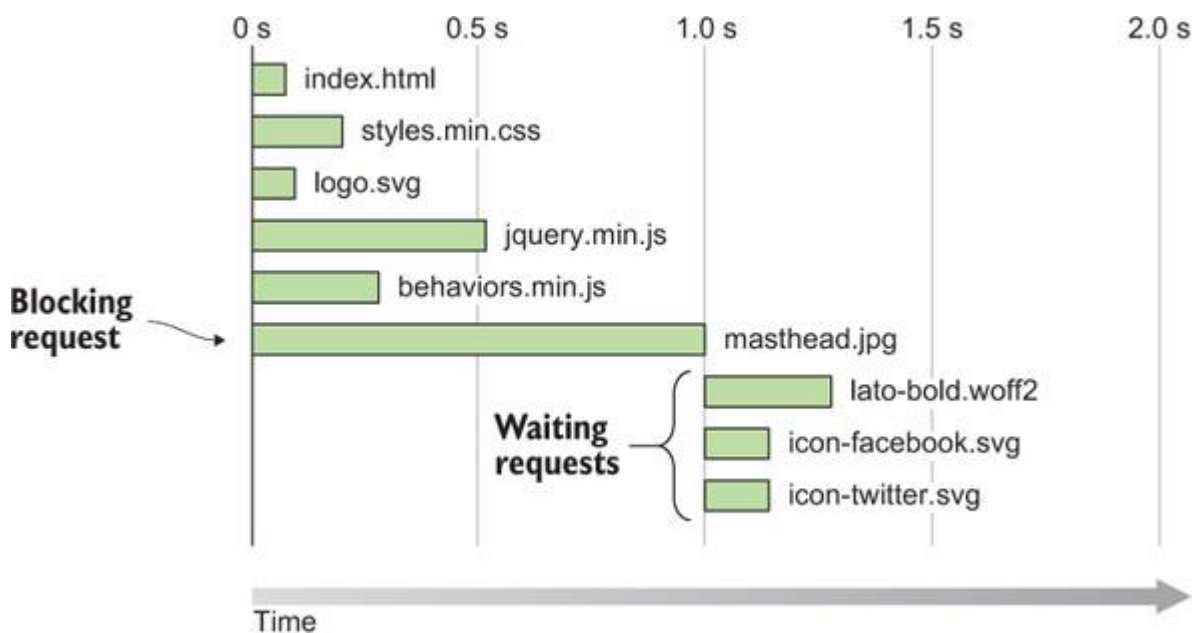 0 s 0.5 s 1.0 s 1.5 s 2.0 s
index.html
styles.min.css
logo.svg
jquery.min.js
behaviors.min.js
Blocking
request
masthead.jpg
lato-bold.woff2
Waiting
requests
icon-facebook.svg
icon-twitter.svg
Time